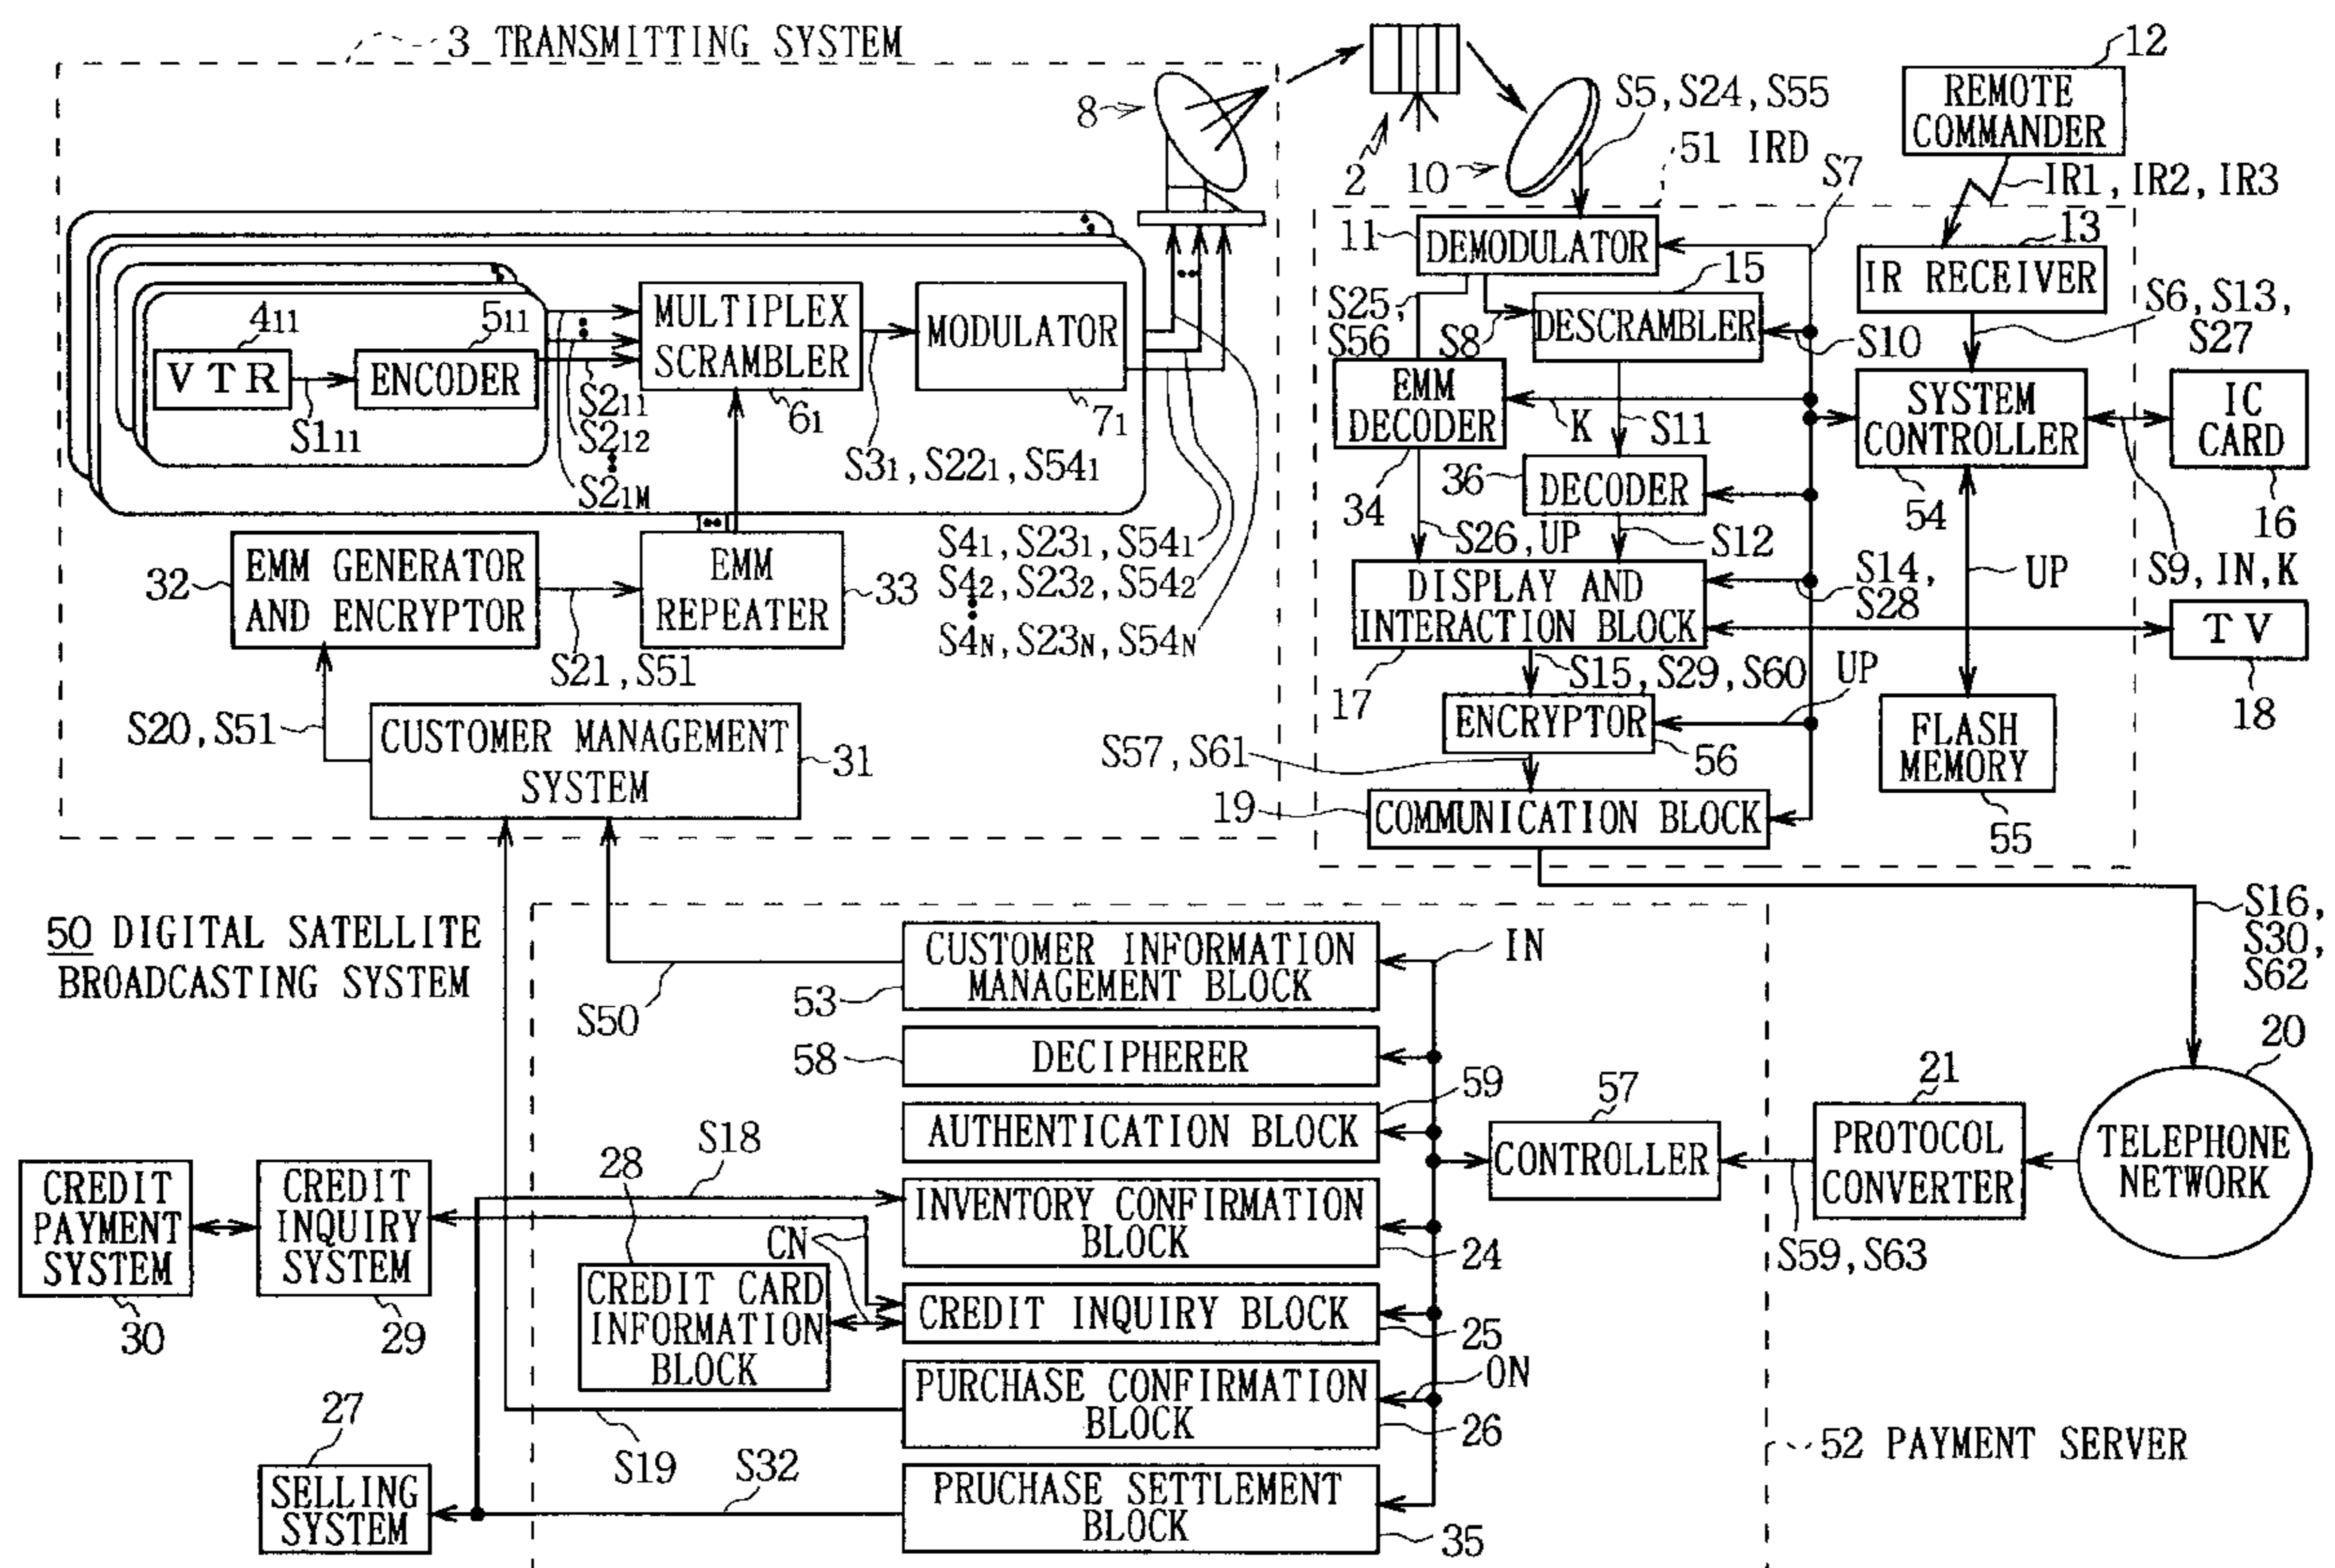 3 TRANSMITTING SYSTEM
8
2
10
S5, S24, S55
51 IRD
12
REMOTE
COMMANDER
IR1, IR2, IR3
S7
4₁₁
VTR
S1₁₁
5₁₁
ENCODER
S2₁₁
S2₁₂
S2₁M
MULTIPLEX
SCRAMBLER
6₁
S3₁, S22₁, S54₁
MODULATOR
7₁
S4₁, S23₁, S54₁
S4₂, S23₂, S54₂
S4N, S23N, S54N
32
EMM GENERATOR
AND ENCRYPTOR
S21, S51
EMM
REPEATER
33
S20, S51
CUSTOMER MANAGEMENT
SYSTEM
31
11
DEMODULATOR
13
IR RECEIVER
S25,
S56
S8
15
DESCRAMBLER
S10
S6, S13,
S27
EMM
DECODER
34
K
S11
SYSTEM
CONTROLLER
54
IC
CARD
16
36
DECODER
S26, UP
S12
S9, IN, K
DISPLAY AND
INTERACTION BLOCK
17
S14,
S28
UP
TV
18
S15, S29, S60
UP
ENCRYPTOR
56
S57, S61
FLASH
MEMORY
55
19
COMMUNICATION BLOCK
S16,
S30,
S62
50 DIGITAL SATELLITE
BROADCASTING SYSTEM
S50
CUSTOMER INFORMATION
MANAGEMENT BLOCK
53
IN
58
DECIPHERER
59
AUTHENTICATION BLOCK
57
CONTROLLER
21
PROTOCOL
CONVERTER
S59, S63
20
TELEPHONE
NETWORK
CREDIT
PAYMENT
SYSTEM
30
CREDIT
INQUIRY
SYSTEM
29
S18
28
CN
CREDIT CARD
INFORMATION
BLOCK
INVENTORY CONFIRMATION
BLOCK
24
CREDIT INQUIRY BLOCK
25
ON
PURCHASE CONFIRMATION
BLOCK
26
52 PAYMENT SERVER
27
SELLING
SYSTEM
S19
S32
PRUCHASE SETTLEMENT
BLOCK
35